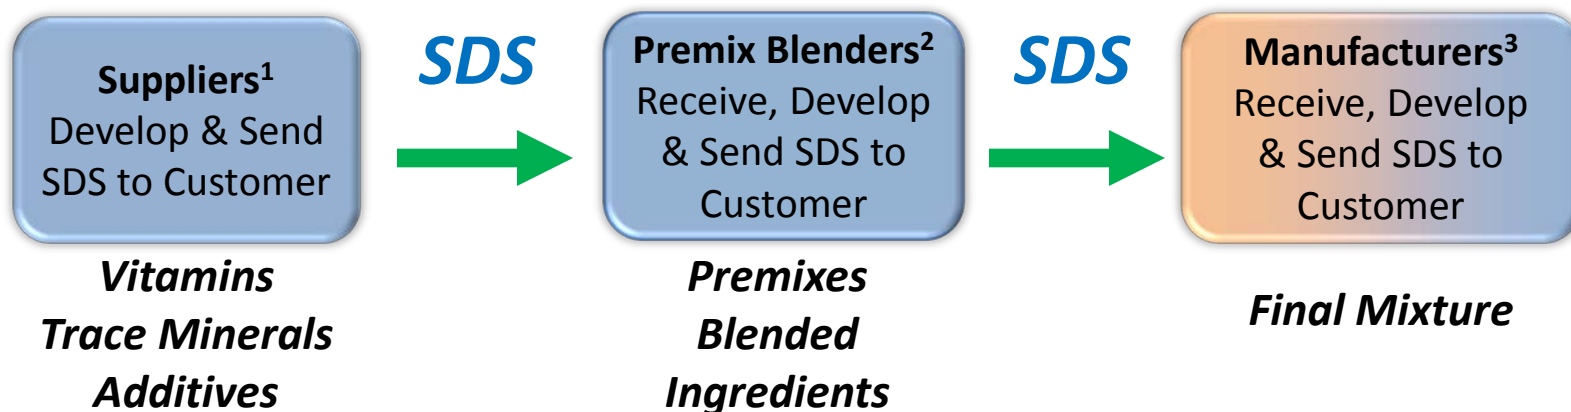 Suppliers¹
Develop & Send
SDS to Customer
Vitamins
Trace Minerals
Additives
SDS
Premix Blenders²
Receive, Develop
& Send SDS to
Customer
Premixes
Blended
Ingredients
SDS
Manufacturers³
Receive, Develop
& Send SDS to
Customer
Final Mixture